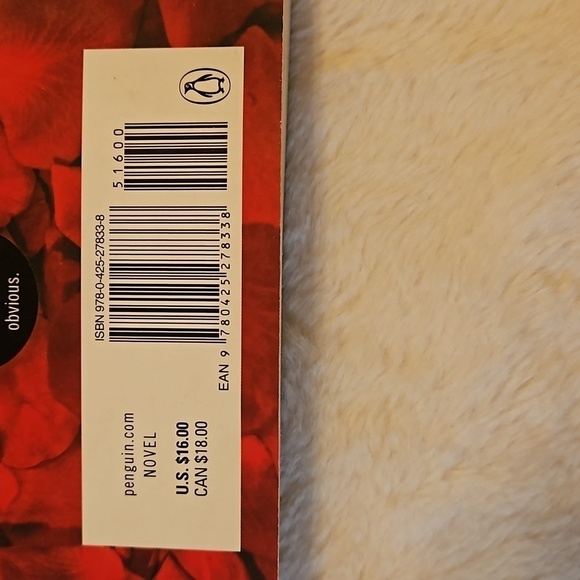 obvious.
ISBN 978-0-425-27833-8
51600
EAN 9 780425 278338
penguin.com
NOVEL
U.S. $16.00
CAN $18.00